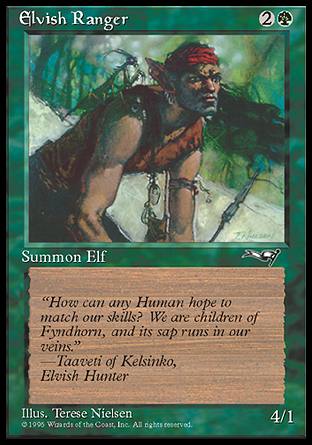 Elvish Ranger 2
T. NIELSEN
Summon Elf
"How can any Human hope to
match our skills? We are children of
Fyndhorn, and its sap runs in our
veins."
—Taaveti of Kelsinko,
Elvish Hunter
Illus. Terese Nielsen
© 1996 Wizards of the Coast, Inc. All rights reserved.
4/1